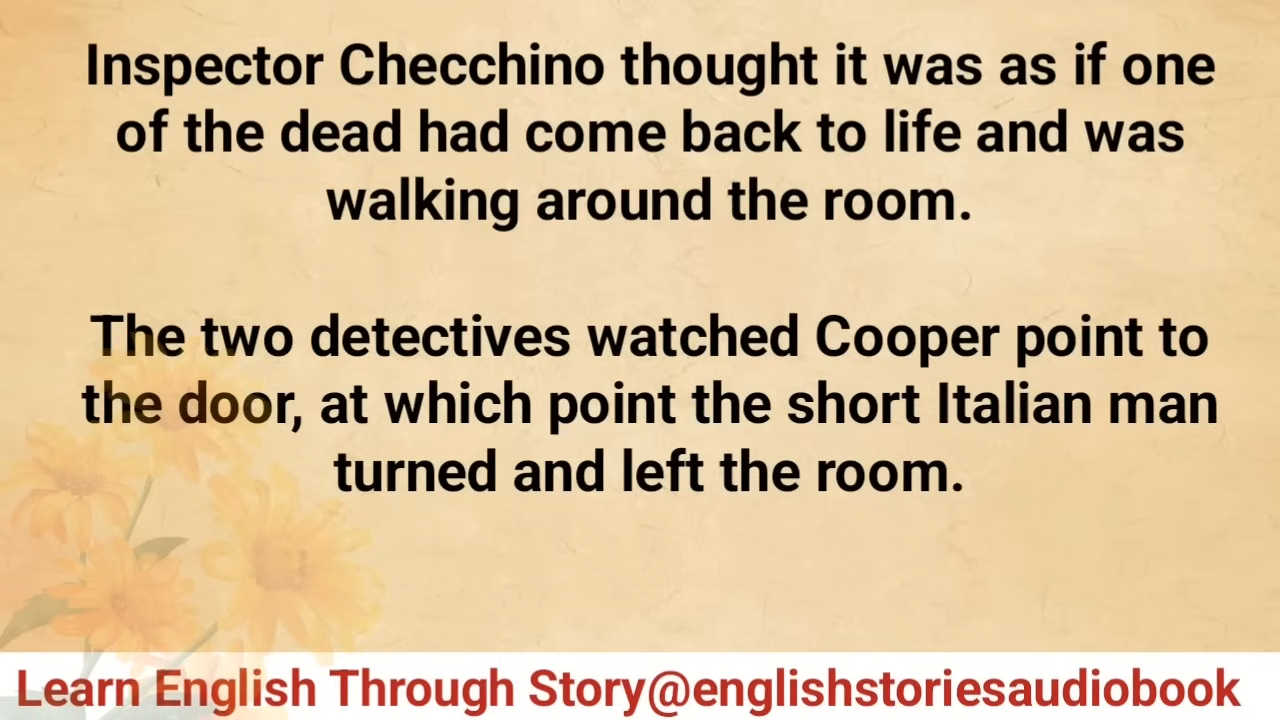 Inspector Checchino thought it was as if one
of the dead had come back to life and was
walking around the room.
The two detectives watched Cooper point to
the door, at which point the short Italian man
turned and left the room.
Learn English Through Story@englishstoriesaudiobook